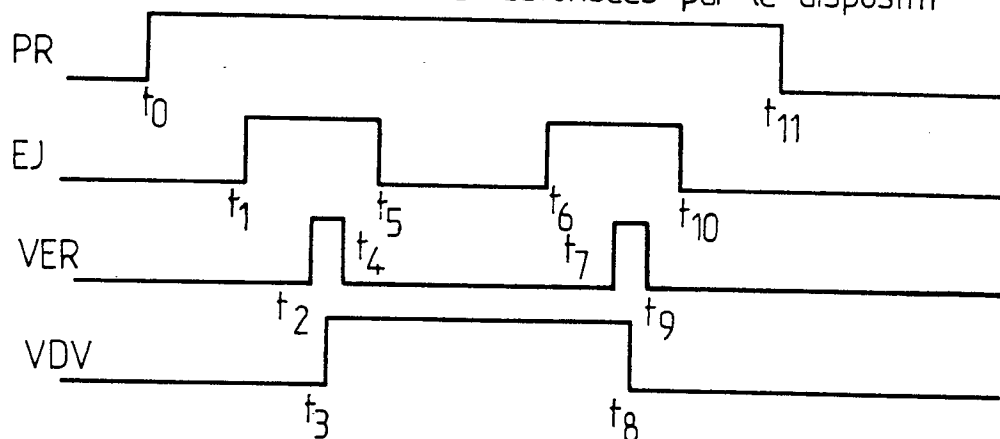 par le dispositif
PR
t0
t11
EJ
t1
t5
t6
t10
VER
t4
t7
t2
t9
VDV
t3
t8